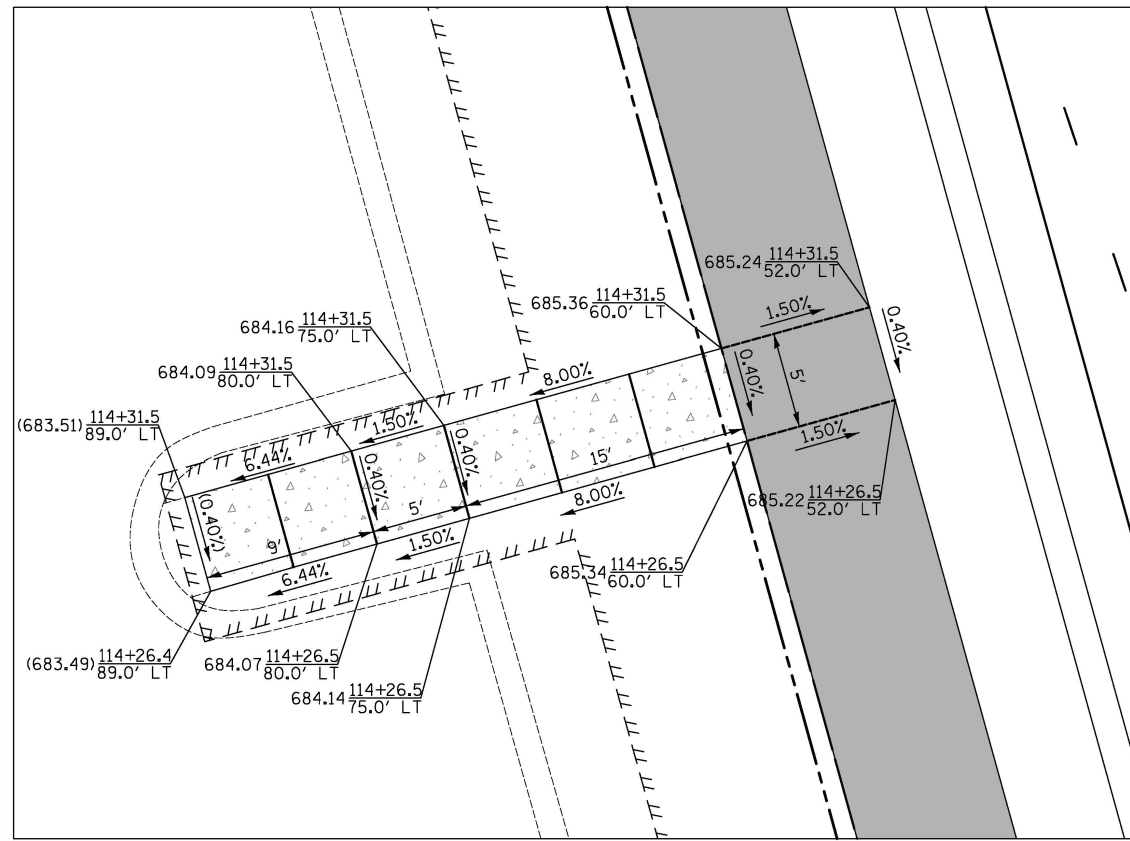 685.24 114+31.5
52.0' LT
685.36 114+31.5
60.0' LT
1.50%
0.40%
684.16 114+31.5
75.0' LT
684.09 114+31.5
80.0' LT
8.00%
0.40%
5'
(683.51) 114+31.5
89.0' LT
1.50%
6.44%
0.40%
0.40%
15'
1.50%
(0.40%)
5'
8.00%
685.22 114+26.5
52.0' LT
9'
1.50%
6.44%
685.34 114+26.5
60.0' LT
(683.49) 114+26.4
89.0' LT
684.07 114+26.5
80.0' LT
684.14 114+26.5
75.0' LT